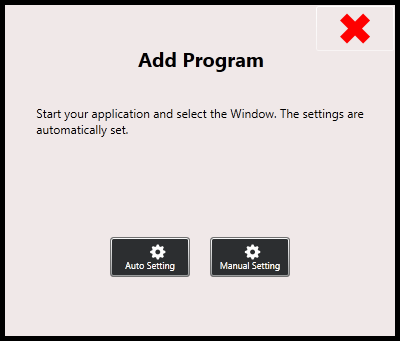 Add Program
Start your application and select the Window. The settings are
automatically set.
Auto Setting
Manual Setting